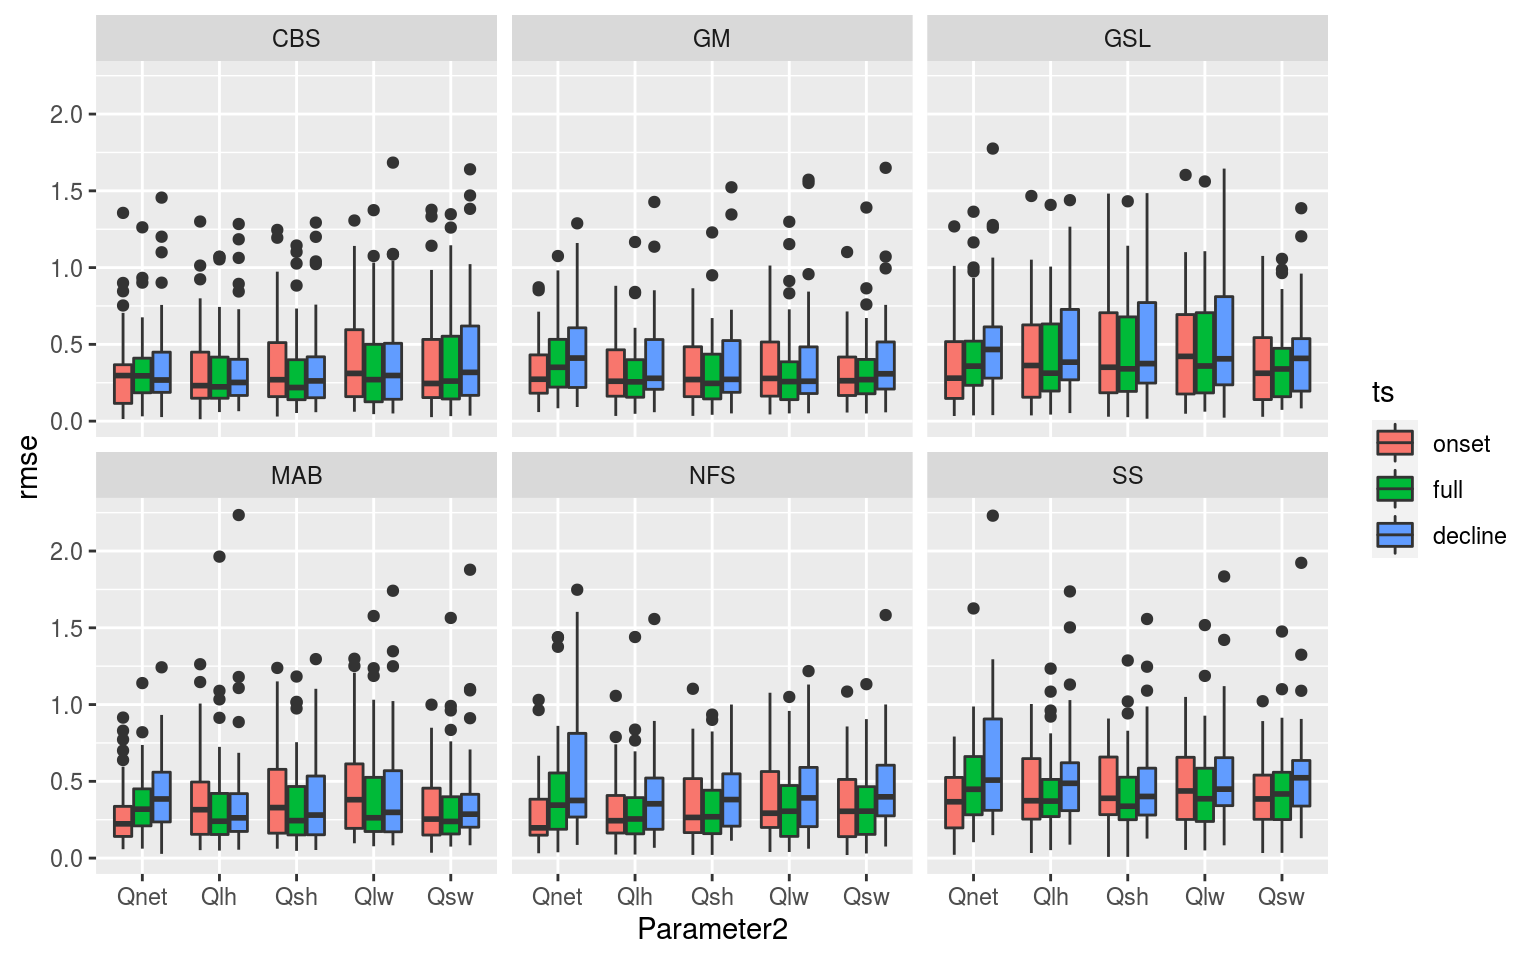 CBS GM GSL
2.0
1.5
1.0
0.5
0.0
MAB NFS SS
2.0
1.5
1.0
0.5
0.0
Qnet Qlh Qsh Qlw Qsw Qnet Qlh Qsh Qlw Qsw Qnet Qlh Qsh Qlw Qsw
Parameter2
rmse
ts
onset
full
decline